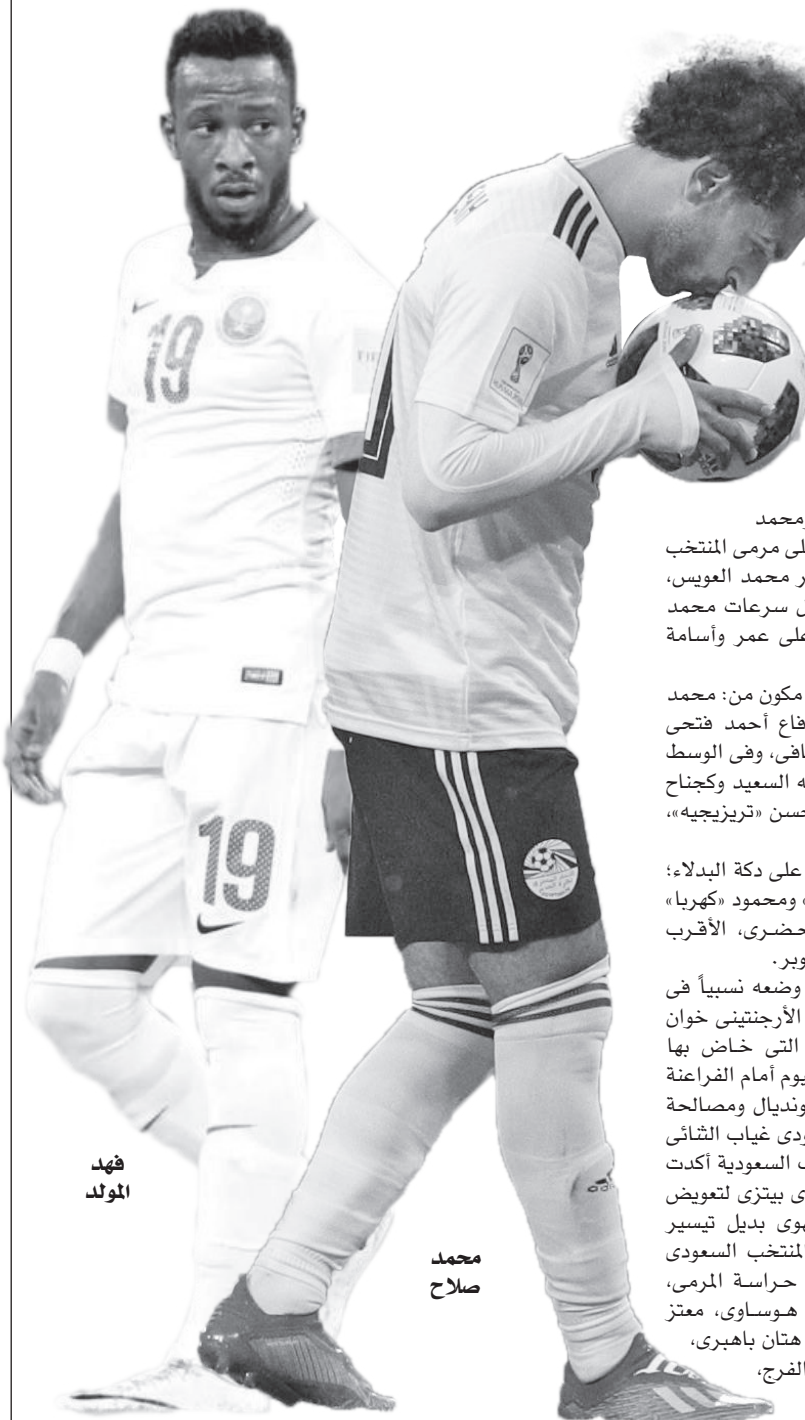 19
19
ومحمد
لى مرمى المنتخب
ر محمد العويس،
ل سرعات محمد
على عمر وأسامة
مكون من: محمد
فاع أحمد فتحى
افى، وفى الوسط
ه السعيد وكجناح
حسن «تريزيجيه»،
على دكة البدلاء؛
» ومحمود «كهربا»
حضرى، الأقرب
وبر.
وضعه نسبياً فى
الأرجنتينى خوان
التى خاض بها
يوم أمام الفراعنة
ونديال ومصالحة
ودى غياب الثنائى
ب السعودية أكدت
ى بيتزى لتعويض
هوى بديل تيسير
لمنتخب السعودى
حراسة المرمى،
هوساوى، معتز
هتان باهبرى،
الفرج،
محمد
صلاح
فهد
المولد